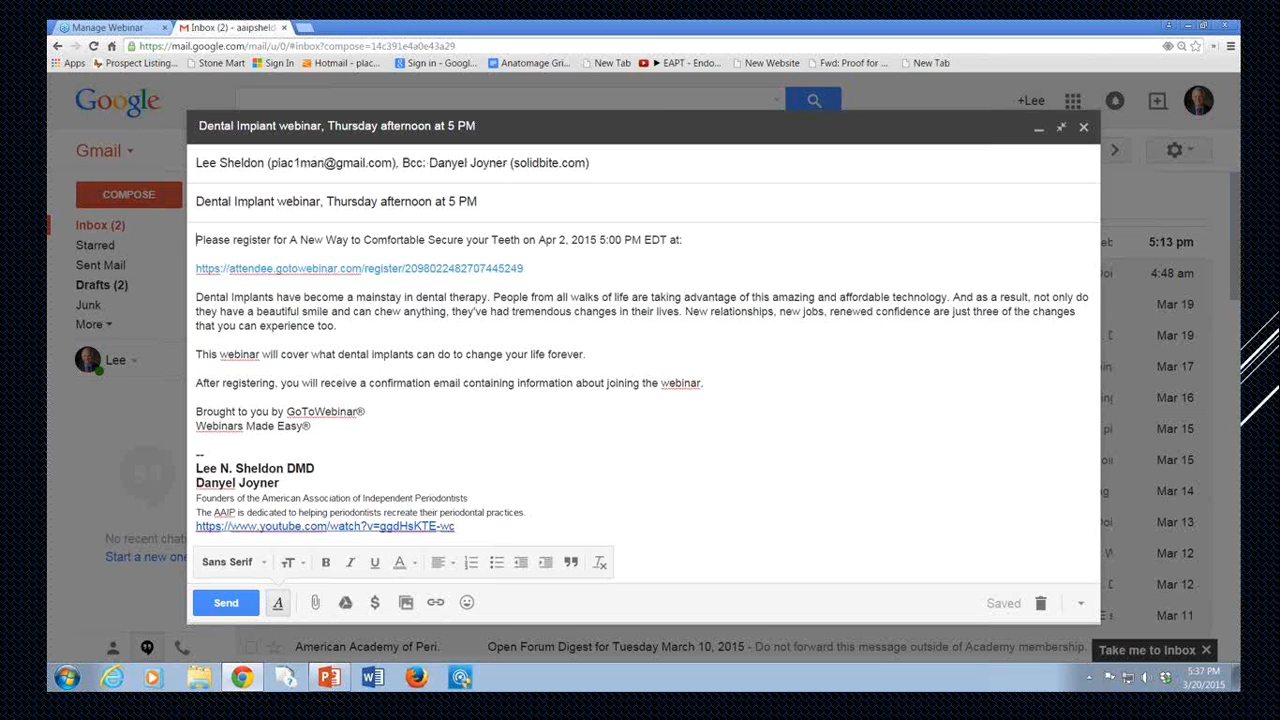 Manage Webinar
Inbox (2) - aaipsheld
https://mail.google.com/mail/u/0/#inbox?compose=14c391e4a0e43a29
Apps Prospect Listing... Stone Mart Sign In Hotmail - plac... Sign in - Googl... Anatomage Gri... New Tab EAPT - Endo... New Website Fwd: Proof for ... New Tab
Google
+Lee
Dental Implant webinar, Thursday afternoon at 5 PM
Gmail
Lee Sheldon (plac1man@gmail.com), Bcc: Danyel Joyner (solidbite.com)
COMPOSE
Dental Implant webinar, Thursday afternoon at 5 PM
Inbox (2)
Starred
Sent Mail
Drafts (2)
Junk
More
Lee
Please register for A New Way to Comfortable Secure your Teeth on Apr 2, 2015 5:00 PM EDT at:
https://attendee.gotowebinar.com/register/2098022482707445249
Dental Implants have become a mainstay in dental therapy. People from all walks of life are taking advantage of this amazing and affordable technology. And as a result, not only do
they have a beautiful smile and can chew anything, they've had tremendous changes in their lives. New relationships, new jobs, renewed confidence are just three of the changes
that you can experience too.
This webinar will cover what dental implants can do to change your life forever.
After registering, you will receive a confirmation email containing information about joining the webinar.
Brought to you by GoToWebinar®
Webinars Made Easy®
--
Lee N. Sheldon DMD
Danyel Joyner
Founders of the American Association of Independent Periodontists
The AAIP is dedicated to helping periodontists recreate their periodontal practices.
https://www.youtube.com/watch?v=ggdHsKTE-wc
5:13 pm
4:48 am
Mar 19
Mar 19
Mar 17
Mar 16
Mar 15
Mar 15
Mar 14
Mar 13
Mar 12
Mar 12
Mar 11
No recent chats
Start a new one
Sans Serif
Send
Saved
American Academy of Peri. Open Forum Digest for Tuesday March 10, 2015 - Do not forward this message outside of Academy membership.
Take me to Inbox
5:37 PM
3/20/2015